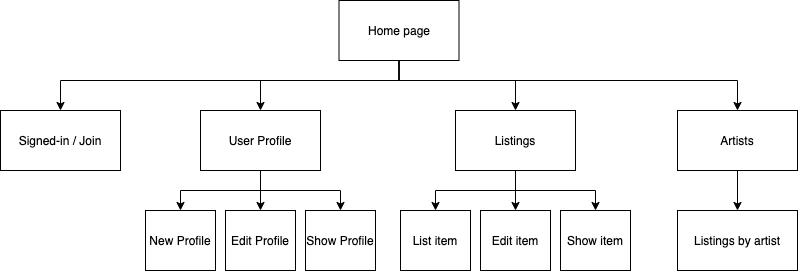 Home page
Signed-in / Join
User Profile
Listings
Artists
New Profile
Edit Profile
Show Profile
List item
Edit item
Show item
Listings by artist